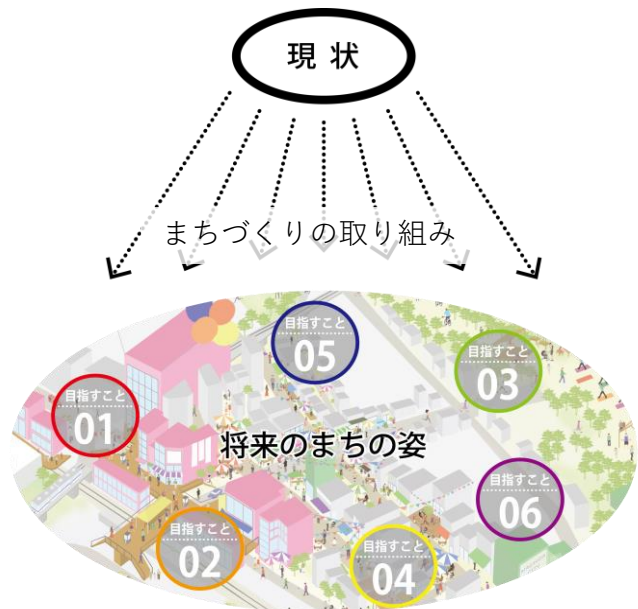 現状
まちづくりの取り組み
目指すこと
05
目指すこと
03
目指すこと
01
将来のまちの姿
目指すこと
06
目指すこと
02
目指すこと
04